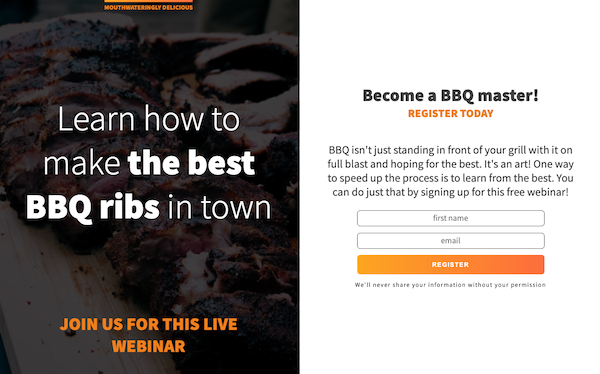 MOUTHWATERINGLY DELICIOUS
Learn how to
make the best
BBQ ribs in town
JOIN US FOR THIS LIVE
WEBINAR
Become a BBQ master!
REGISTER TODAY
BBQ isn't just standing in front of your grill with it on
full blast and hoping for the best. It's an art! One way
to speed up the process is to learn from the best. You
can do just that by signing up for this free webinar!
first name
email
REGISTER
We'll never share your information without your permission